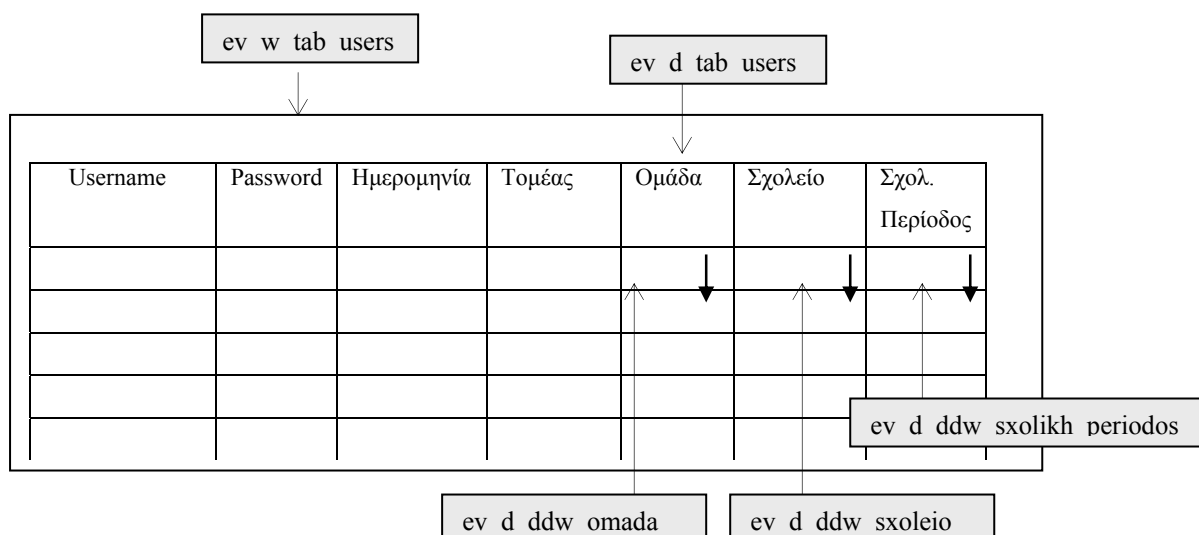 ev w tab users
ev d tab users
Username Password Ημερομηνία Τομέας Ομάδα Σχολείο Σχολ.
Περίοδος
ev d ddw sxolikh periodos
ev d ddw omada
ev d ddw sxoleio